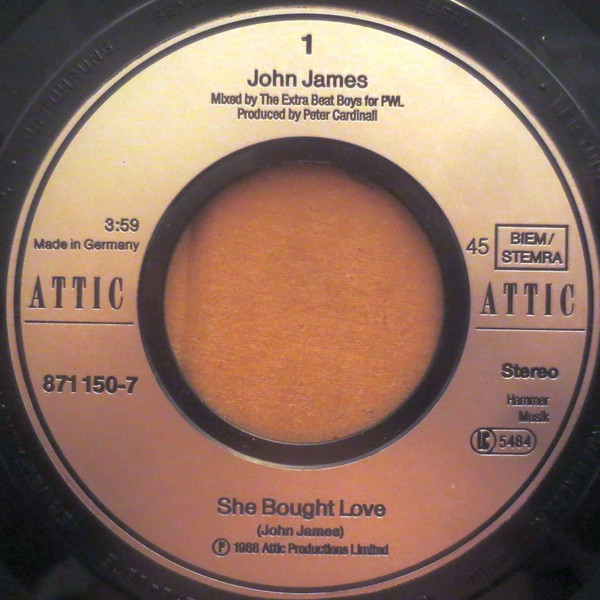 1
John James
Mixed by The Extra Beat Boys for PWL
Produced by Peter Cardinali
3:59
Made in Germany
ATTIC
871 150-7
45
BIEM/
STEMRA
ATTIC
Stereo
Hammer
Musik
LC 5484
She Bought Love
(John James)
Ⓟ 1988 Attic Productions Limited